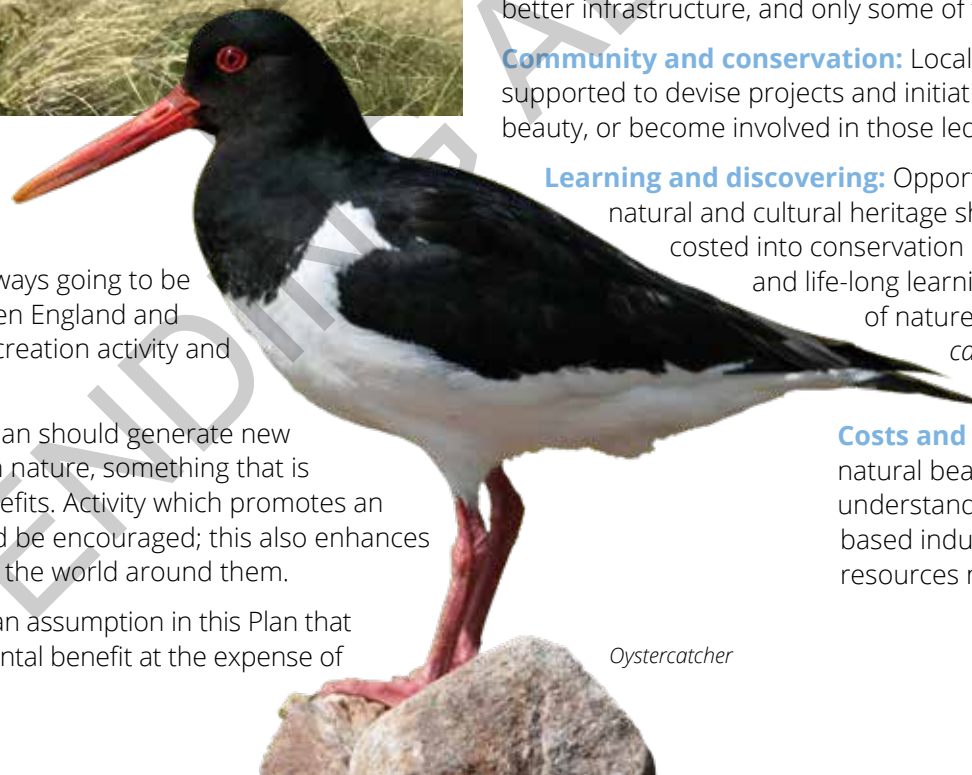 ways going to be
en England and
creation activity and
an should generate new
n nature, something that is
efits. Activity which promotes an
d be encouraged; this also enhances
the world around them.
an assumption in this Plan that
ntal benefit at the expense of
better infrastructure, and only some of
Community and conservation: Local
supported to devise projects and initiat
beauty, or become involved in those led
Learning and discovering: Opport
natural and cultural heritage sh
costed into conservation
and life-long learni
of nature
ca
Costs and
natural bea
understand
based indu
resources
Oystercatcher
ENDING A